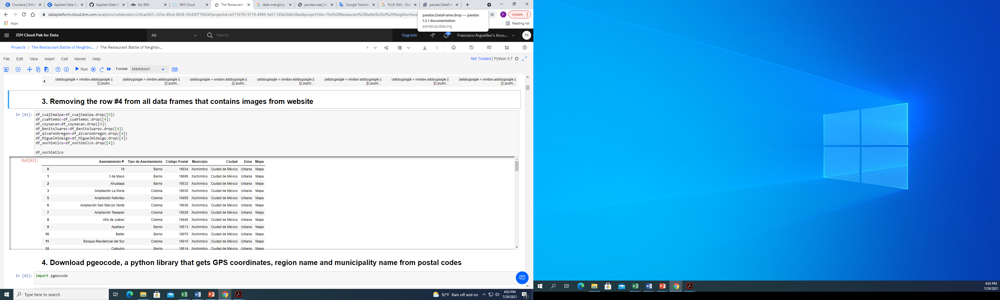 Coursera | Onlin
Applied Data Sci
Applied-Data-Sc
My IBM
IBM Cloud
The Restaurant B
data wrangling
pandas.read_htm
Google Translate
FLUE GAS - Goo
pandas.DataFram
dataplatform.cloud.ibm.com/analytics/notebooks/v2/4cacfd7c-225e-40cd-8634-5fc43077665d?projectid=b57167f2-9119-4949-9a57-f29a30d0c0be&projectTitle=The%20Restaurant%20Battle%20of%20Neighborhood
F
Update
pandas.DataFrame.drop — pandas
1.3.1 documentation
pandas.pydata.org
Apps
Reading list
IBM Cloud Pak for Data
All
Search
Upgrade
1
Francisco Arguelles's Acco...
FA
Projects / The Restaurant Battle of Neighbo... / The Restaurant Battle of Neighbo...
File Edit View Insert Cell Kernel Help
Not Trusted | Python 3.7
Run
Format
Markdown
4 (adsbygoogle = window.adsbygoogle || (adsbygoogle = window.adsbygoogle || (adsbygoogle = window.adsbygoogle || (adsbygoogle = window.adsbygoogle || (adsbygoogle = window.adsbygoogle || (adsbygoogle = window.adsbygoogle || (adsbygoogle = window.adsbygoogle ||
[]).push(... []).push(... []).push(... []).push(... []).push(... []).push(... []).push(...
3. Removing the row #4 from all data frames that contains images from website
In [61]:
df_cuajimalpa=df_cuajimalpa.drop([4])
df_cuahtemoc=df_cuahtemoc.drop([4])
df_coyoacan=df_coyoacan.drop([4])
df_BenitoJuarez=df_BenitoJuarez.drop([4])
df_alvaroobregon=df_alvaroobregon.drop([4])
df_MiguelHidalgo=df_MiguelHidalgo.drop([4])
df_xochimilco=df_xochimilco.drop([4])
df_xochimilco
Out[61]:
Asentamiento▼ Tipo de Asentamiento Código Postal Municipio Ciudad Zona Mapa
0 18 Barrio 16034 Xochimilco Ciudad de México Urbana Mapa
1 3 de Mayo Barrio 16606 Xochimilco Ciudad de México Urbana Mapa
2 Ahualapa Barrio 16533 Xochimilco Ciudad de México Urbana Mapa
3 Ampliación La Noria Colonia 16030 Xochimilco Ciudad de México Urbana Mapa
5 Ampliación Nativitas Colonia 16459 Xochimilco Ciudad de México Urbana Mapa
6 Ampliación San Marcos Norte Colonia 16038 Xochimilco Ciudad de México Urbana Mapa
7 Ampliación Tepepan Colonia 16029 Xochimilco Ciudad de México Urbana Mapa
8 Año de Juárez Colonia 16440 Xochimilco Ciudad de México Urbana Mapa
9 Apatlaco Barrio 16513 Xochimilco Ciudad de México Urbana Mapa
10 Belén Barrio 16070 Xochimilco Ciudad de México Urbana Mapa
11 Bosque Residencial del Sur Colonia 16010 Xochimilco Ciudad de México Urbana Mapa
12 Calpulco Barrio 16514 Xochimilco Ciudad de México Urbana Mapa
4. Download pgeocode, a python library that gets GPS coordinates, region name and municipality name from postal codes
In [62]:
import pgeocode
Type here to search
92°F Rain off and on
4:03 PM
7/29/2021
1
4:03 PM
7/29/2021